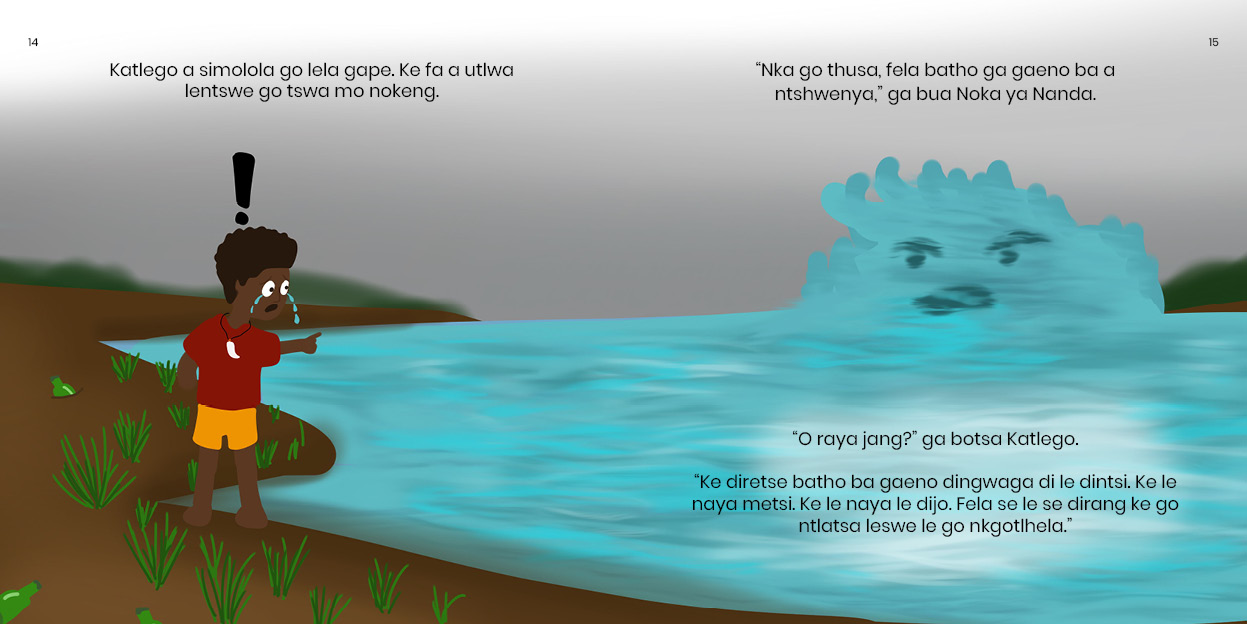 14
Katlego a simolola go lela gape. Ke fa a utlwa
lentswe go tswa mo nokeng.
15
“Nka go thusa, fela batho ga gaeno ba a
ntshwenya,” ga bua Noka ya Nanda.
“O raya jang?” ga botsa Katlego.
“Ke diretse batho ba gaeno dingwaga di le dintsi. Ke le
naya metsi. Ke le naya le dijo. Fela se le se dirang ke go
ntlatsa leswe le go nkgotlhela.”